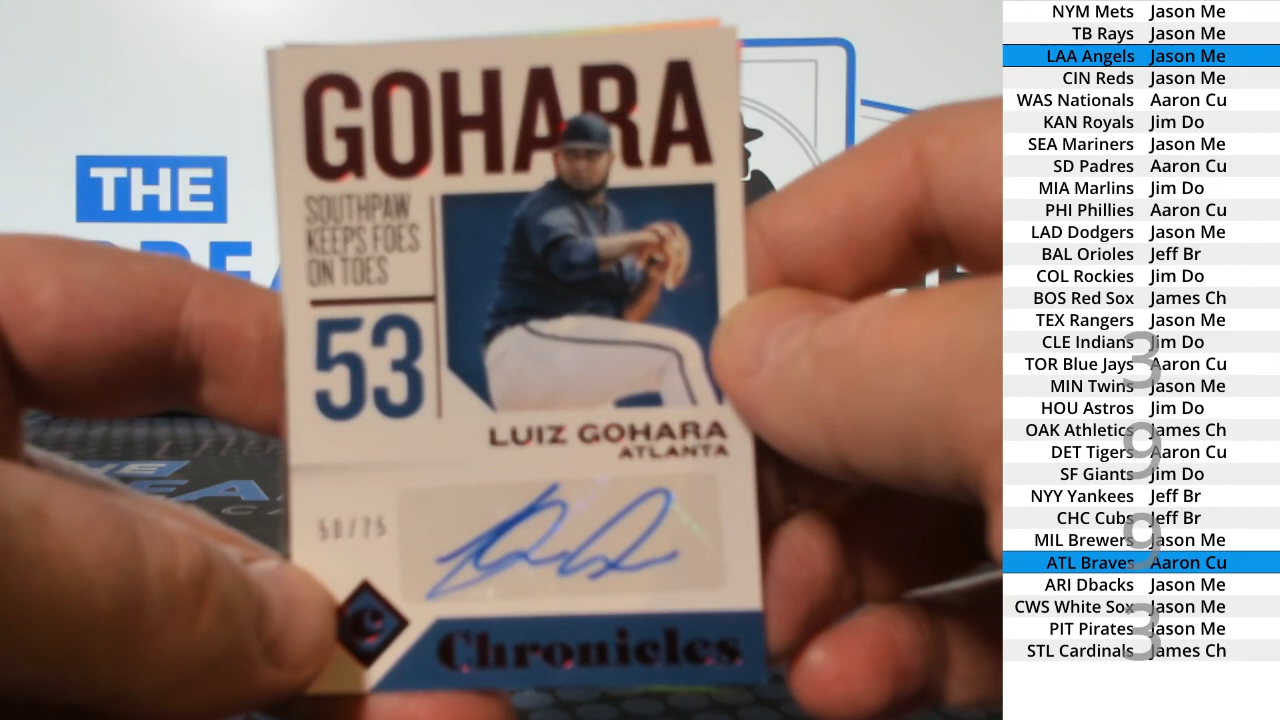 THE
GOHARA
SOUTHPAW
KEEPS FOES
ON TOES
53
LUIZ GOHARA
ATLANTA
50/75
Chronicles
NYM Mets Jason Me
TB Rays Jason Me
LAA Angels Jason Me
CIN Reds Jason Me
WAS Nationals Aaron Cu
KAN Royals Jim Do
SEA Mariners Jason Me
SD Padres Aaron Cu
MIA Marlins Jim Do
PHI Phillies Aaron Cu
LAD Dodgers Jason Me
BAL Orioles Jeff Br
COL Rockies Jim Do
BOS Red Sox James Ch
TEX Rangers Jason Me
CLE Indians Jim Do
TOR Blue Jays Aaron Cu
MIN Twins Jason Me
HOU Astros Jim Do
OAK Athletics James Ch
DET Tigers Aaron Cu
SF Giants Jim Do
NYY Yankees Jeff Br
CHC Cubs Jeff Br
MIL Brewers Jason Me
ATL Braves Aaron Cu
ARI Dbacks Jason Me
CWS White Sox Jason Me
PIT Pirates Jason Me
STL Cardinals James Ch
3
9
9
3